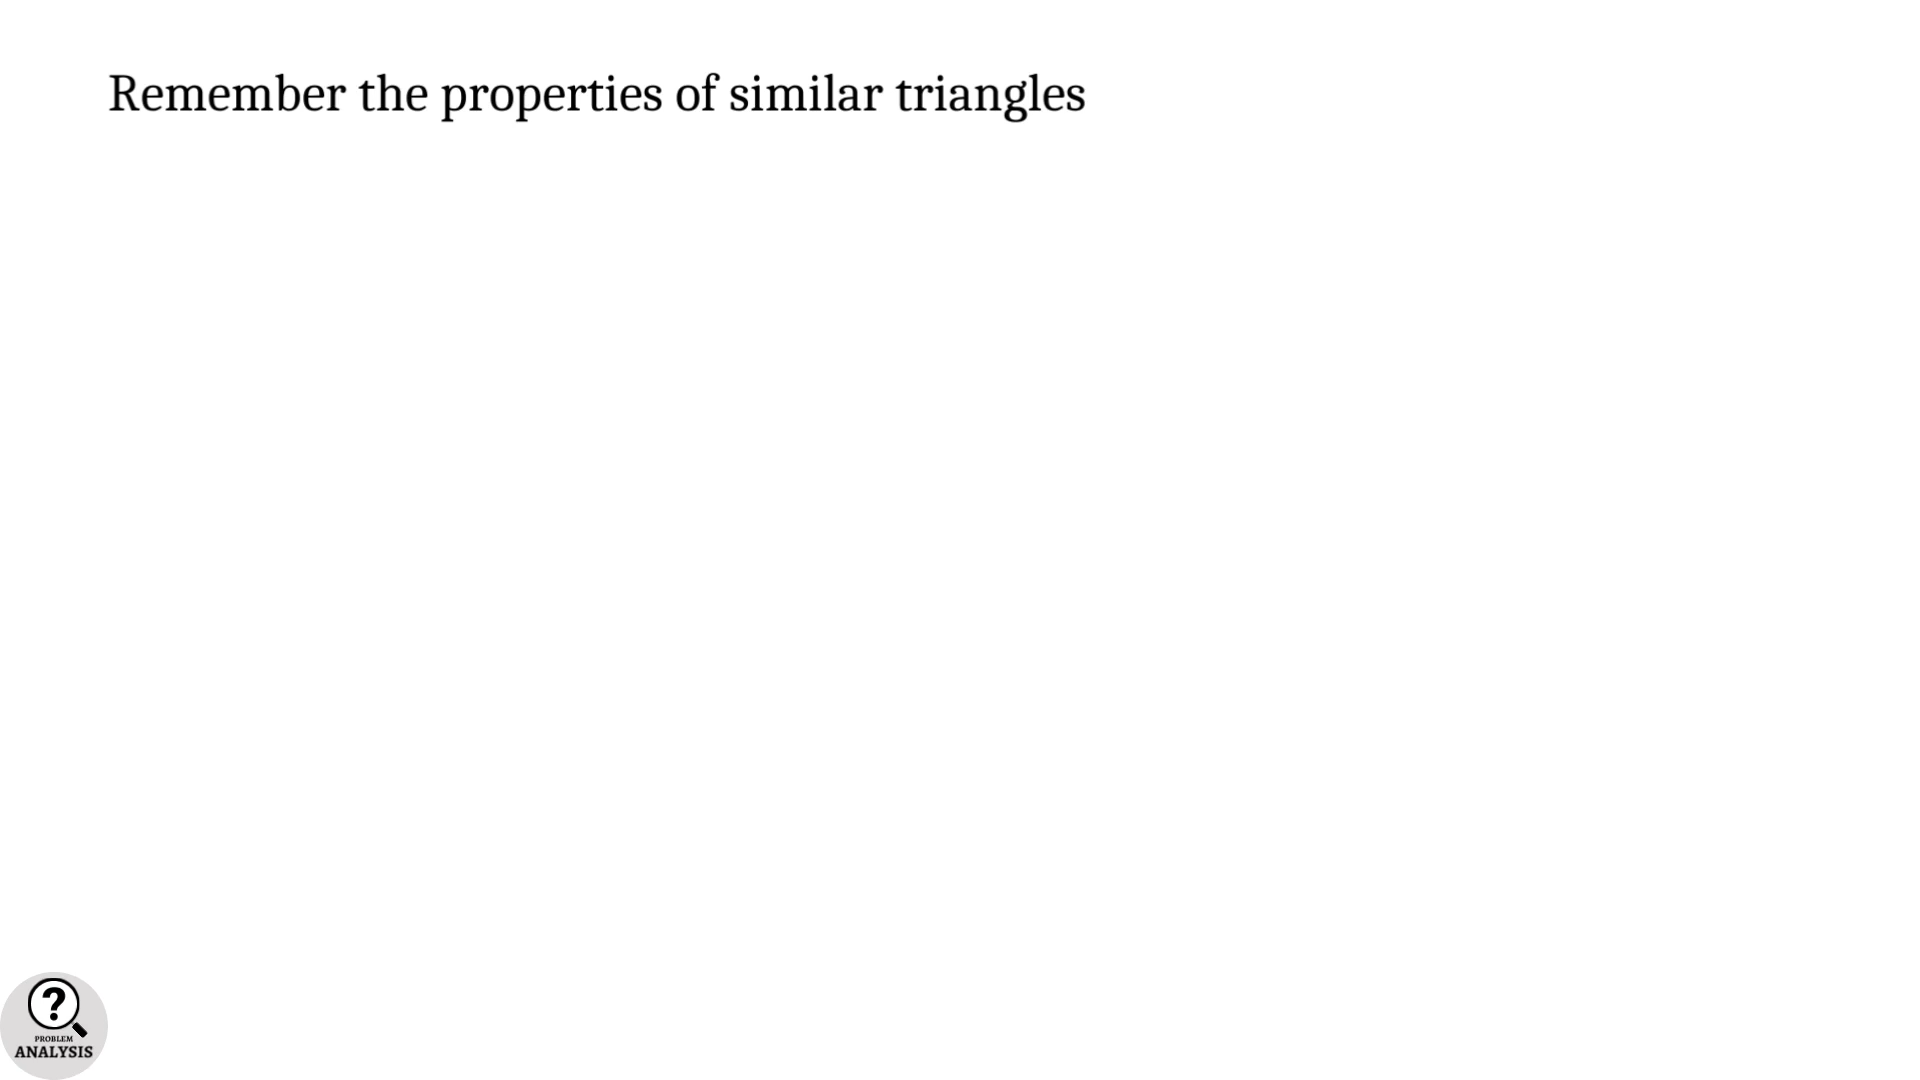 Remember the properties of similar triangles
?
PROBLEM
ANALYSIS